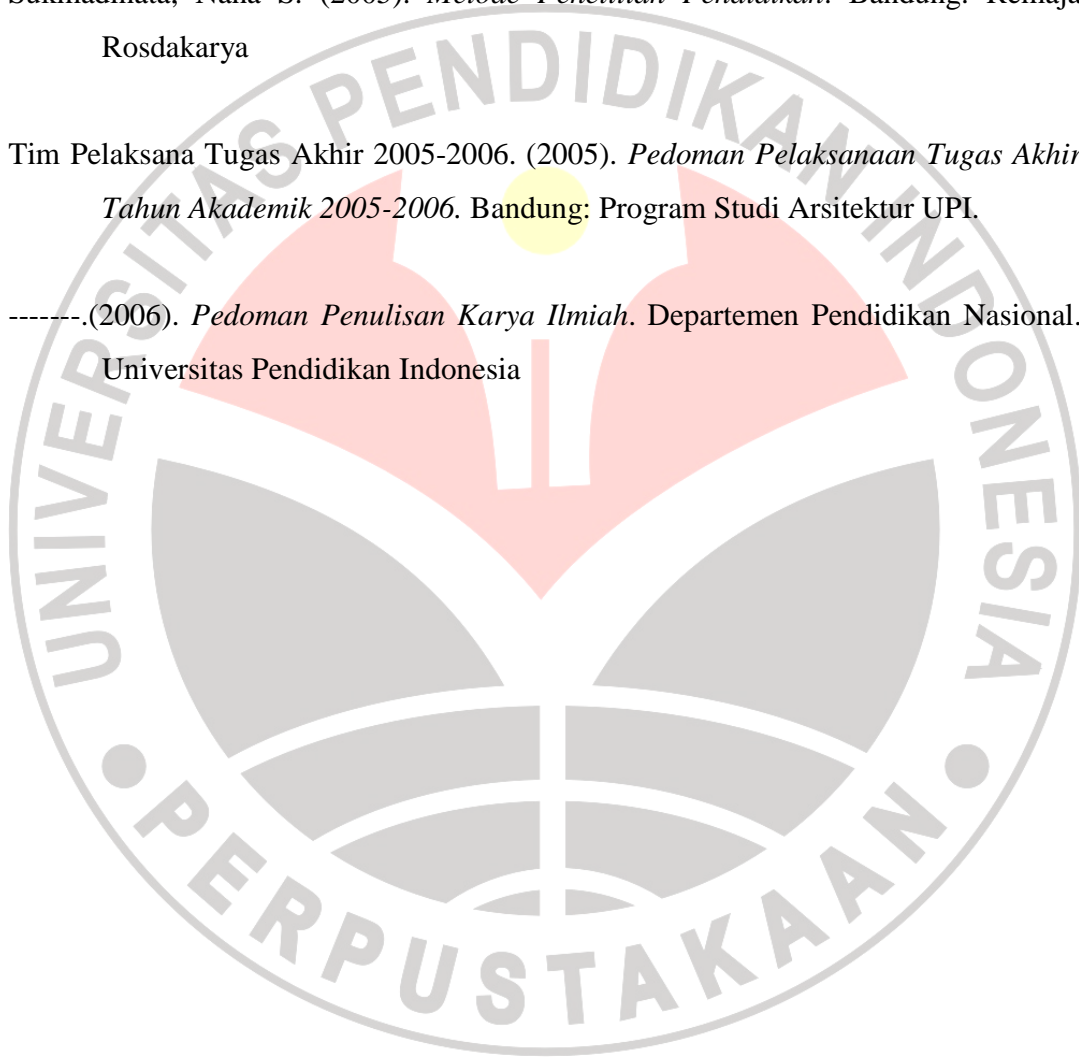 Rosdakarya
Tim Pelaksana Tugas Akhir 2005-2006. (2005). Pedoman Pelaksanaan Tugas Akhir
Tahun Akademik 2005-2006. Bandung: Program Studi Arsitektur UPI.
-------.(2006). Pedoman Penulisan Karya Ilmiah. Departemen Pendidikan Nasional.
Universitas Pendidikan Indonesia
UNIVERSITAS PENDIDIKAN INDONESIA
PERPUSTAKAAN